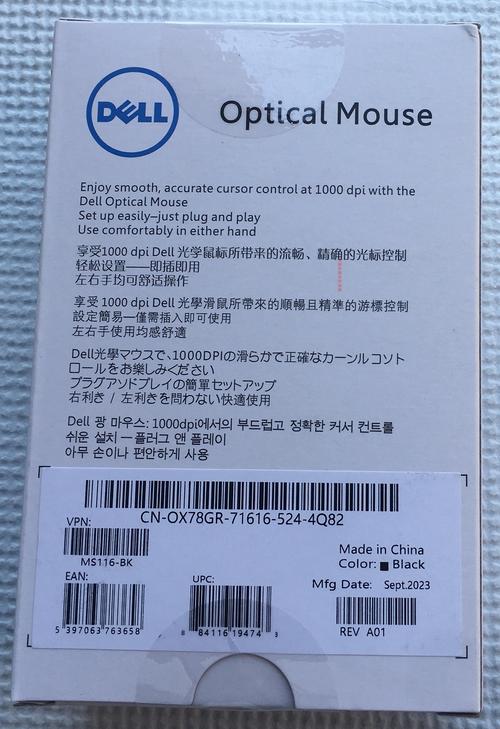 DELL
Optical Mouse
Enjoy smooth, accurate cursor control at 1000 dpi with the
Dell Optical Mouse
Set up easily–just plug and play
Use comfortably in either hand
享受1000 dpi Dell 光学鼠标所带来的流畅、精确的光标控制
轻松设置——即插即用
左右手均可舒适操作
享受 1000 dpi Dell 光學滑鼠所帶來的順暢且精準的游標控制
設定簡易一僅需插入即可使用
左右手使用均感舒適
Dell光學マウスで、1000DPIの滑らかで正確なカーンル コソト
ロールをお楽しみください
プラグアソドプレイの簡單セットアップ
右利き / 左利きを問わない快適使用
Dell 광 마우스: 1000dpi에서의 부드럽고 정확한 커서 컨트롤
쉬운 설치 ㅡ플러그 앤 플레이
아무 손이나 편안하게 사용
CN-OX78GR-71616-524-4Q82
VPN:
MS116-BK
Made in China
Color: Black
EAN:
5 397063 763658
UPC:
8 84116 19474 3
Mfg Date: Sept.2023
REV A01